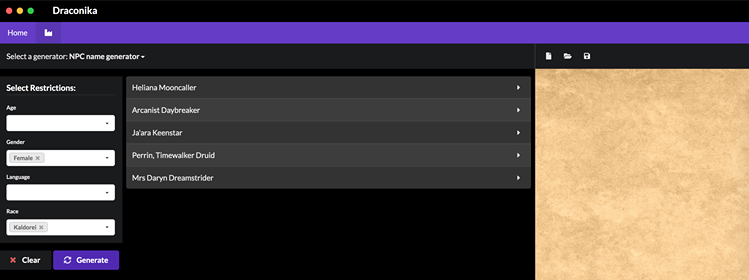 Draconika
Home
Select a generator: NPC name generator
Select Restrictions:
Age
Gender
Female
Language
Race
Kaldorei
Clear
Generate
Heliana Mooncaller
Arcanist Daybreaker
Ja'ara Keenstar
Perrin, Timewalker Druid
Mrs Daryn Dreamstrider